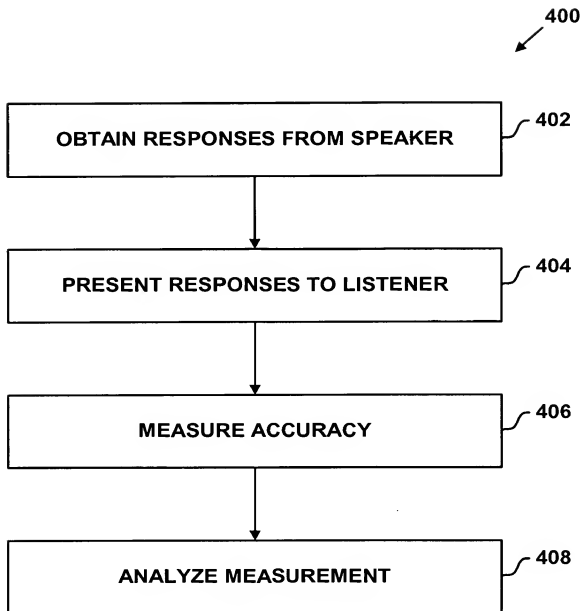 400
OBTAIN RESPONSES FROM SPEAKER
402
PRESENT RESPONSES TO LISTENER
404
MEASURE ACCURACY
406
ANALYZE MEASUREMENT
408